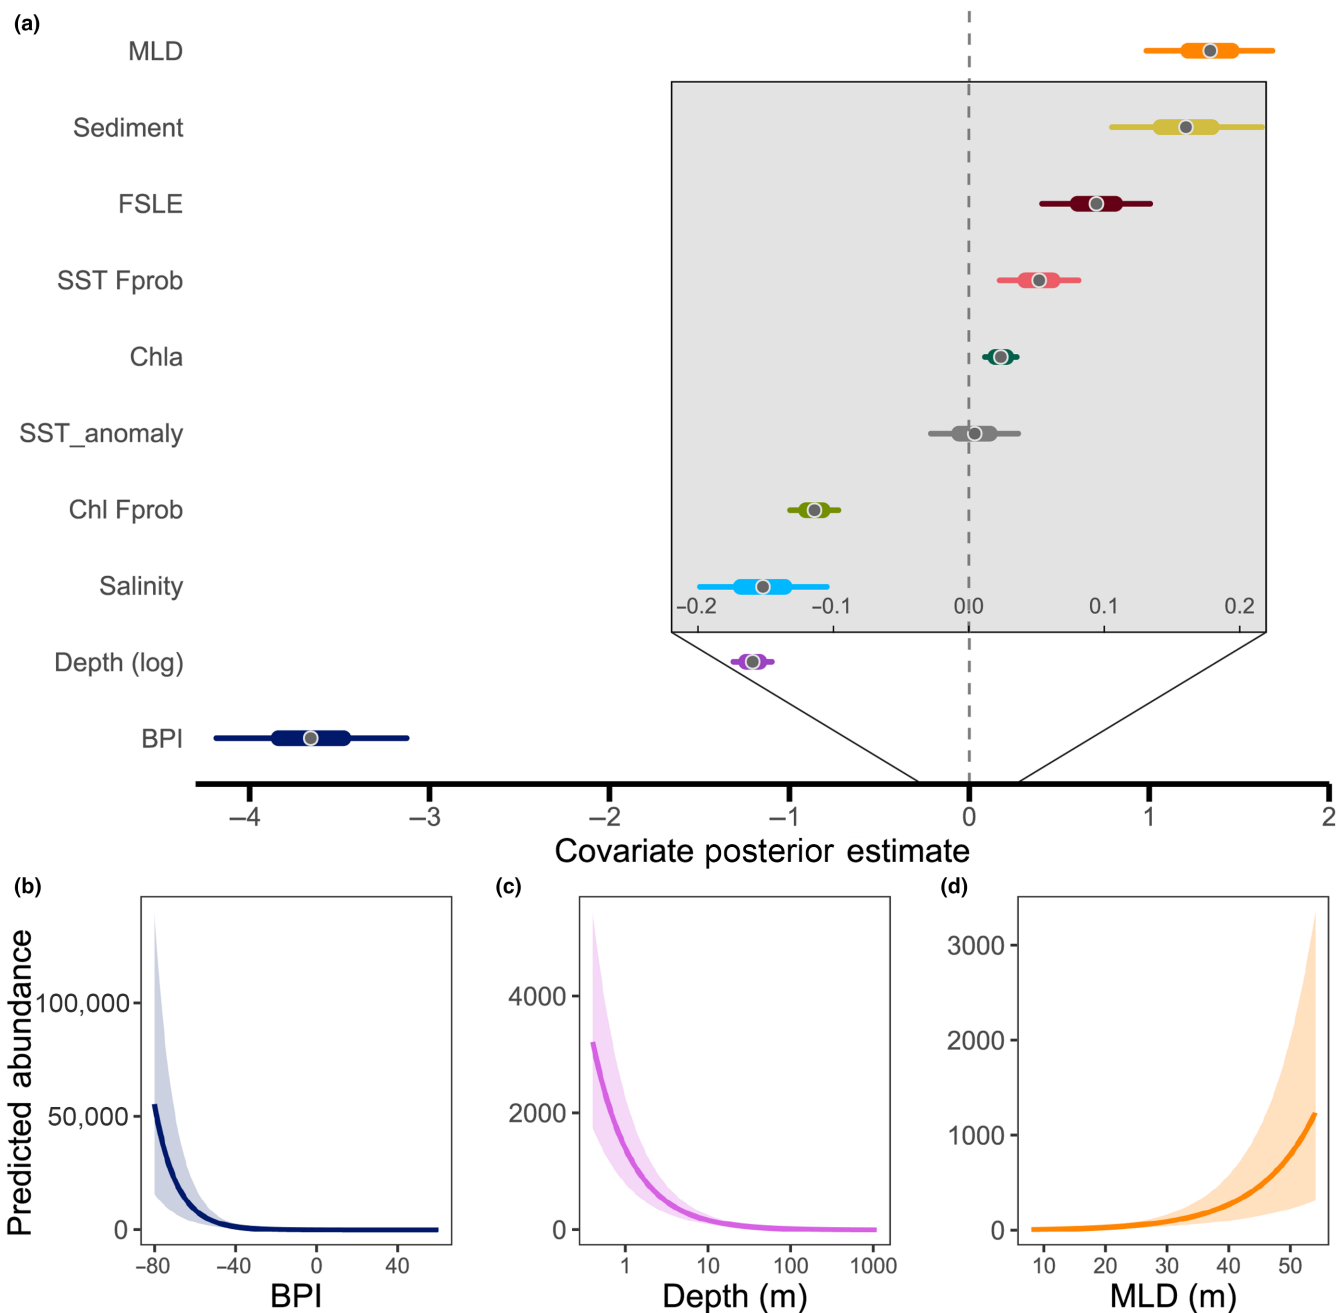 (a)
MLD
Sediment
FSLE
SST Fprob
Chla
SST_anomaly
Chl Fprob
Salinity
−0.2 −0.1 0.0 0.1 0.2
Depth (log)
BPI
−4 −3 −2 −1 0 1 2
Covariate posterior estimate
(b) (c) (d)
Predicted abundance
100,000
50,000
0
−80 −40 0 40
BPI
4000
2000
0
1 10 100 1000
Depth (m)
3000
2000
1000
0
10 20 30 40 50
MLD (m)